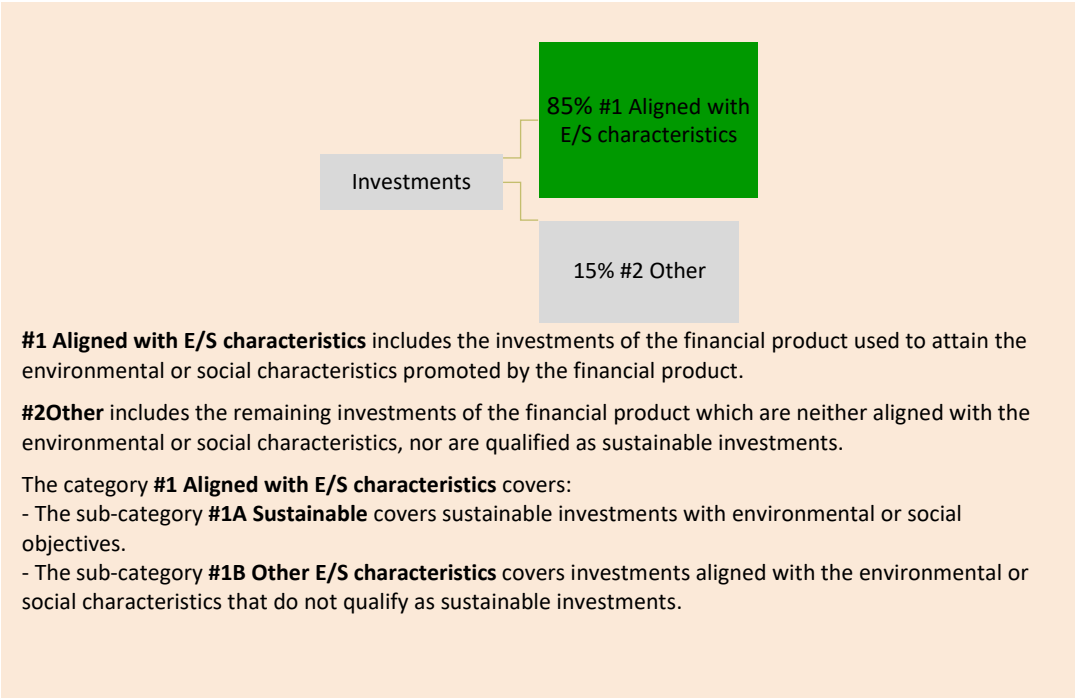 85% #1 Aligned with
E/S characteristics
Investments
15% #2 Other
#1 Aligned with E/S characteristics includes the investments of the financial product used to attain the
environmental or social characteristics promoted by the financial product.
#2Other includes the remaining investments of the financial product which are neither aligned with the
environmental or social characteristics, nor are qualified as sustainable investments.
The category #1 Aligned with E/S characteristics covers:
- The sub-category #1A Sustainable covers sustainable investments with environmental or social
objectives.
- The sub-category #1B Other E/S characteristics covers investments aligned with the environmental or
social characteristics that do not qualify as sustainable investments.